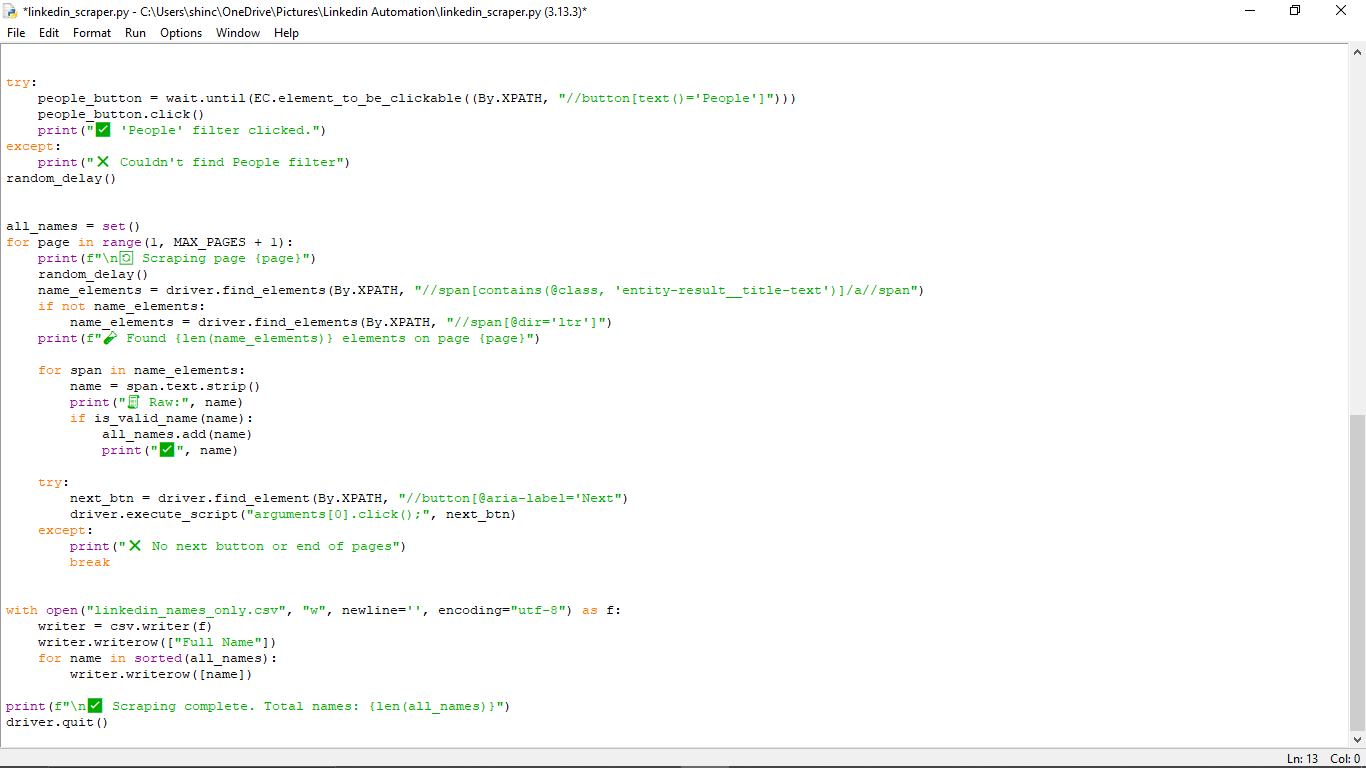 *linkedin_scraper.py - C:\Users\shinc\OneDrive\Pictures\Linkedin Automation\linkedin_scraper.py (3.13.3)*
File Edit Format Run Options Window Help
try:
    people_button = wait.until(EC.element_to_be_clickable((By.XPATH, "//button[text()='People']")))
    people_button.click()
    print("✅ 'People' filter clicked.")
except:
    print("❌ Couldn't find People filter")
random_delay()
all_names = set()
for page in range(1, MAX_PAGES + 1):
    print(f"\n🔄 Scraping page {page}")
    random_delay()
    name_elements = driver.find_elements(By.XPATH, "//span[contains(@class, 'entity-result__title-text')]/a//span")
    if not name_elements:
        name_elements = driver.find_elements(By.XPATH, "//span[@dir='ltr']")
    print(f"🧪 Found {len(name_elements)} elements on page {page}")
    for span in name_elements:
        name = span.text.strip()
        print("🧾 Raw:", name)
        if is_valid_name(name):
            all_names.add(name)
            print("✅", name)
    try:
        next_btn = driver.find_element(By.XPATH, "//button[@aria-label='Next")
        driver.execute_script("arguments[0].click();", next_btn)
    except:
        print("❌ No next button or end of pages")
        break
with open("linkedin_names_only.csv", "w", newline='', encoding="utf-8") as f:
    writer = csv.writer(f)
    writer.writerow(["Full Name"])
    for name in sorted(all_names):
        writer.writerow([name])
print(f"\n✅ Scraping complete. Total names: {len(all_names)}")
driver.quit()
Ln: 13 Col: 0